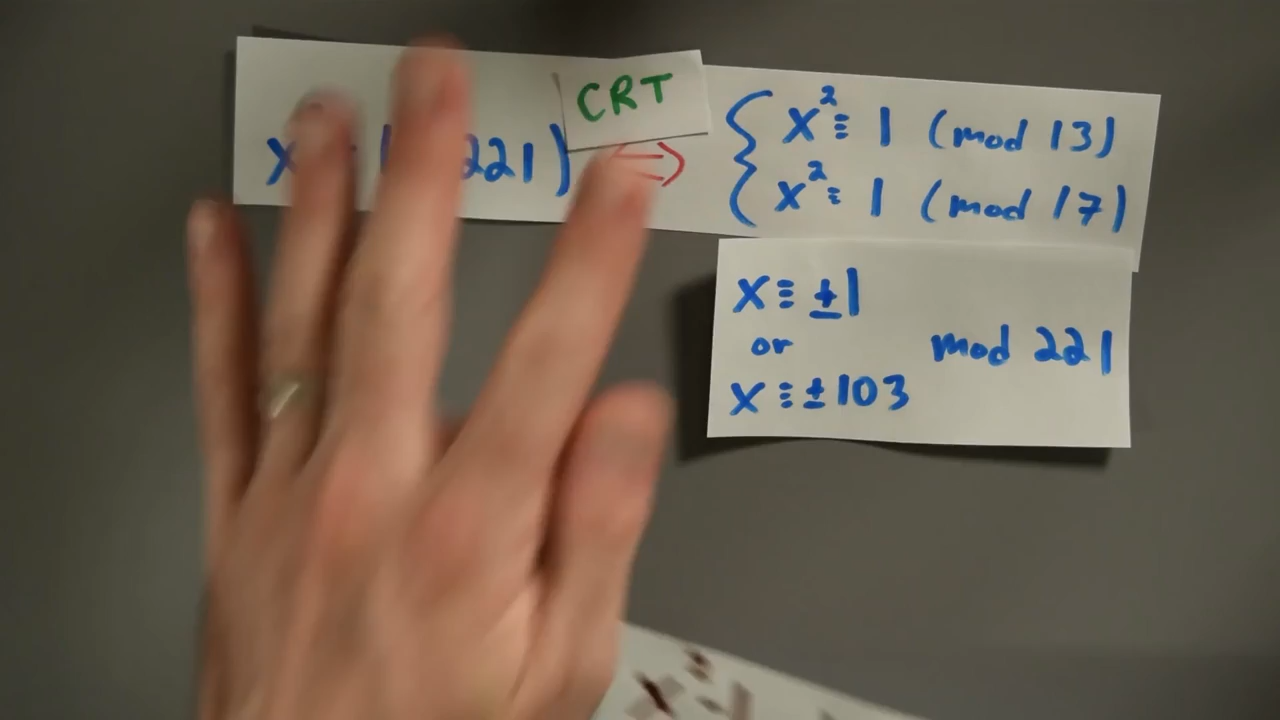 CRT
x 221) ⇔ { x² ≡ 1 (mod 13)
x² ≡ 1 (mod 17)
x ≡ ±1
or mod 221
x ≡ ±103